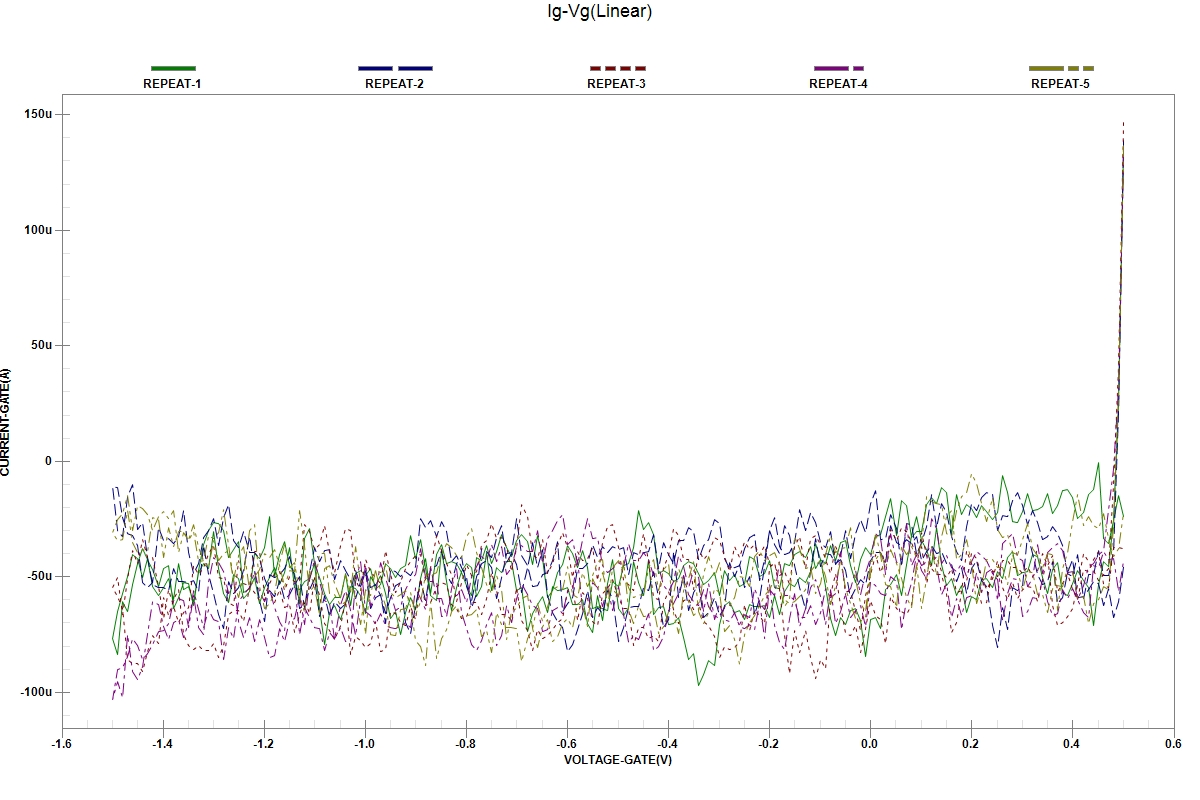 Ig-Vg(Linear)
REPEAT-1 REPEAT-2 REPEAT-3 REPEAT-4 REPEAT-5
150u
100u
50u
0
-50u
-100u
CURRENT-GATE(A)
-1.6 -1.4 -1.2 -1.0 -0.8 -0.6 -0.4 -0.2 0.0 0.2 0.4 0.6
VOLTAGE-GATE(V)